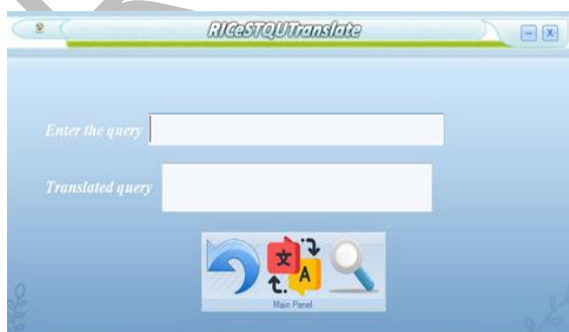 RICeSTQUTranslate
Enter the query
Translated query
文
A
Main Panel